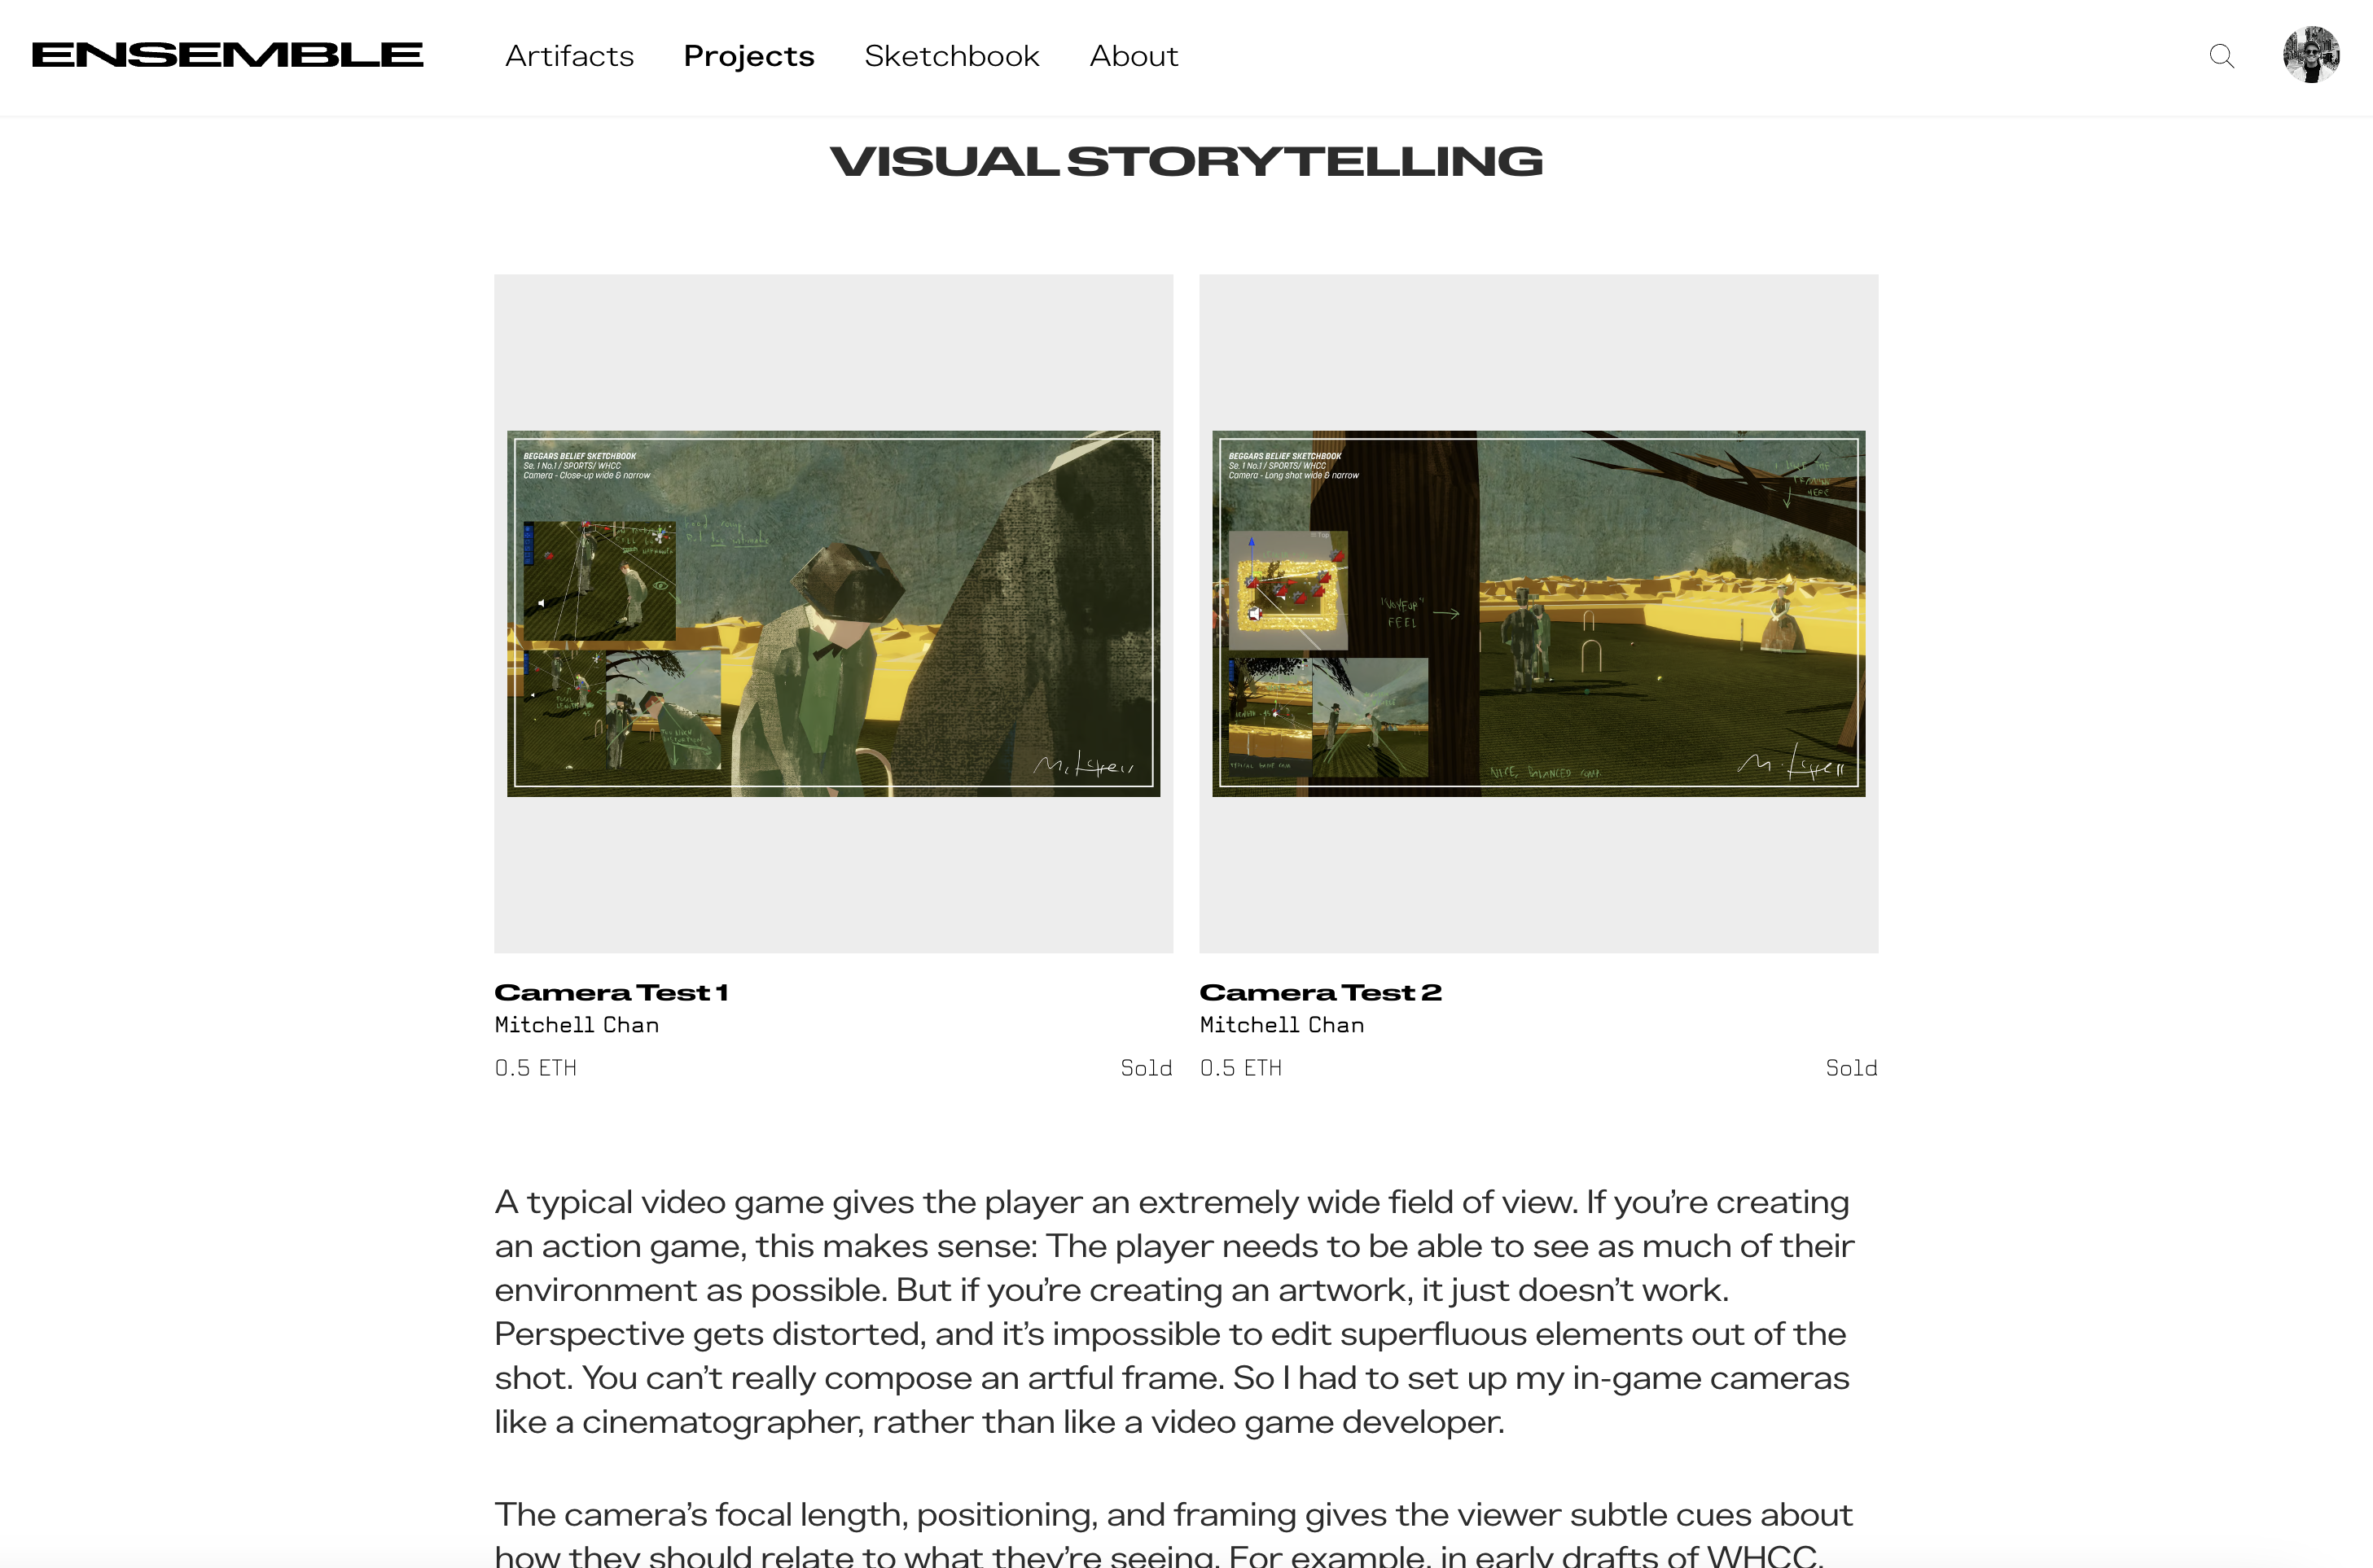 ENSEMBLE
Artifacts
Projects
Sketchbook
About
VISUAL STORYTELLING
BEGGARS BELIEF SKETCHBOOK
Se. 1 No.1 / SPORTS/ WHCC
Camera - Close-up wide & narrow
BEGGARS BELIEF SKETCHBOOK
Se. 1 No.1 / SPORTS/ WHCC
Camera - Long shot wide & narrow
FEEL
NICE, BALANCED COMP.
Camera Test 1
Mitchell Chan
0.5 ETH
Sold
Camera Test 2
Mitchell Chan
0.5 ETH
Sold
A typical video game gives the player an extremely wide field of view. If you’re creating
an action game, this makes sense: The player needs to be able to see as much of their
environment as possible. But if you’re creating an artwork, it just doesn’t work.
Perspective gets distorted, and it’s impossible to edit superfluous elements out of the
shot. You can’t really compose an artful frame. So I had to set up my in-game cameras
like a cinematographer, rather than like a video game developer.
The camera’s focal length, positioning, and framing gives the viewer subtle cues about
how they should relate to what they’re seeing. For example, in early drafts of WHCC,